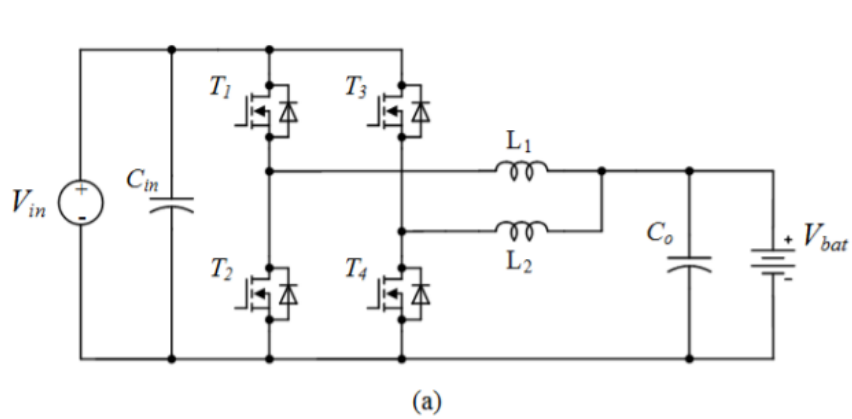 T1 T3
L1
Vin + - Cin
Co + Vbat -
T2 T4 L2
(a)